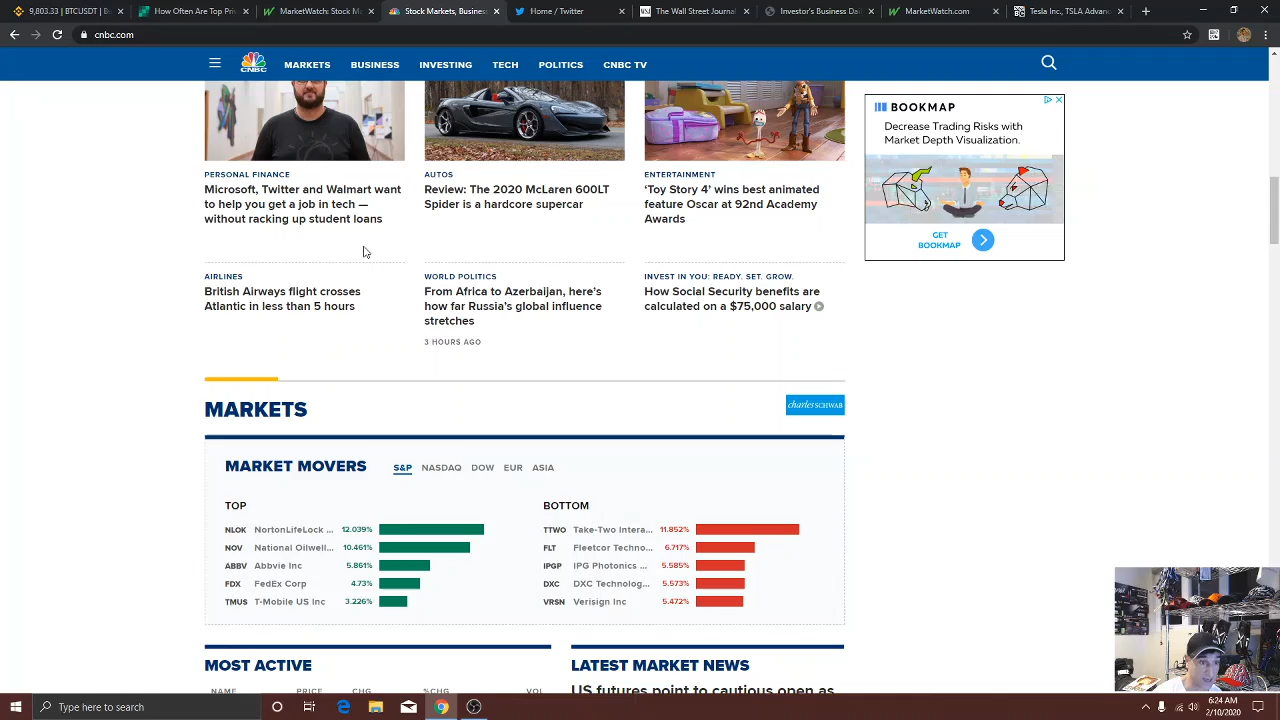 9,803.33 | BTCUSDT | B
How Often Are Top 1
MarketWatch: Stock M
CNBC
Stock Markets
Home / Twitter
The Wall Street Journal
Investor's Business Dai
MarketWatch.com
Tesla Inc, TSLA Advanc
cnbc.com
CNBC
MARKETS
BUSINESS
INVESTING
TECH
POLITICS
CNBC TV
PERSONAL FINANCE
Microsoft, Twitter and Walmart want
to help you get a job in tech —
without racking up student loans
AUTOS
Review: The 2020 McLaren 600LT
Spider is a hardcore supercar
ENTERTAINMENT
‘Toy Story 4’ wins best animated
feature Oscar at 92nd Academy
Awards
BOOKMAP
Decrease Trading Risks with
Market Depth Visualization.
GET
BOOKMAP
AIRLINES
British Airways flight crosses
Atlantic in less than 5 hours
WORLD POLITICS
From Africa to Azerbaijan, here’s
how far Russia’s global influence
stretches
3 HOURS AGO
INVEST IN YOU: READY. SET. GROW.
How Social Security benefits are
calculated on a $75,000 salary
MARKETS
charles SCHWAB
MARKET MOVERS
S&P
NASDAQ
DOW
EUR
ASIA
TOP
NLOK NortonLifeLock ... 12.039%
NOV National Oilwell... 10.461%
ABBV Abbvie Inc 5.861%
FDX FedEx Corp 4.73%
TMUS T-Mobile US Inc 3.226%
BOTTOM
TTWO Take-Two Intera... 11.852%
FLT Fleetcor Techno... 6.717%
IPGP IPG Photonics ... 5.585%
DXC DXC Technolog... 5.573%
VRSN Verisign Inc 5.472%
MOST ACTIVE
NAME PRICE CHG %CHG VOL
LATEST MARKET NEWS
US futures point to cautious open as
Type here to search
6:24 AM
2/10/2020